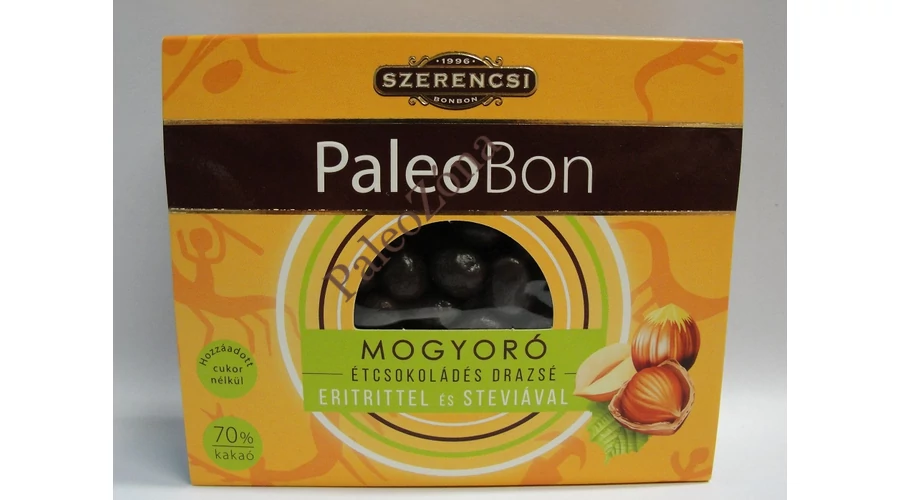 1996
SZERENCSI
BONBON
PaleoBon
PaleoZóna
MOGYORÓ
ÉTCSOKOLÁDÉS DRAZSÉ
ERITRITTEL ÉS STEVIÁVAL
Hozzáadott
cukor
nélkül
70%
kakaó